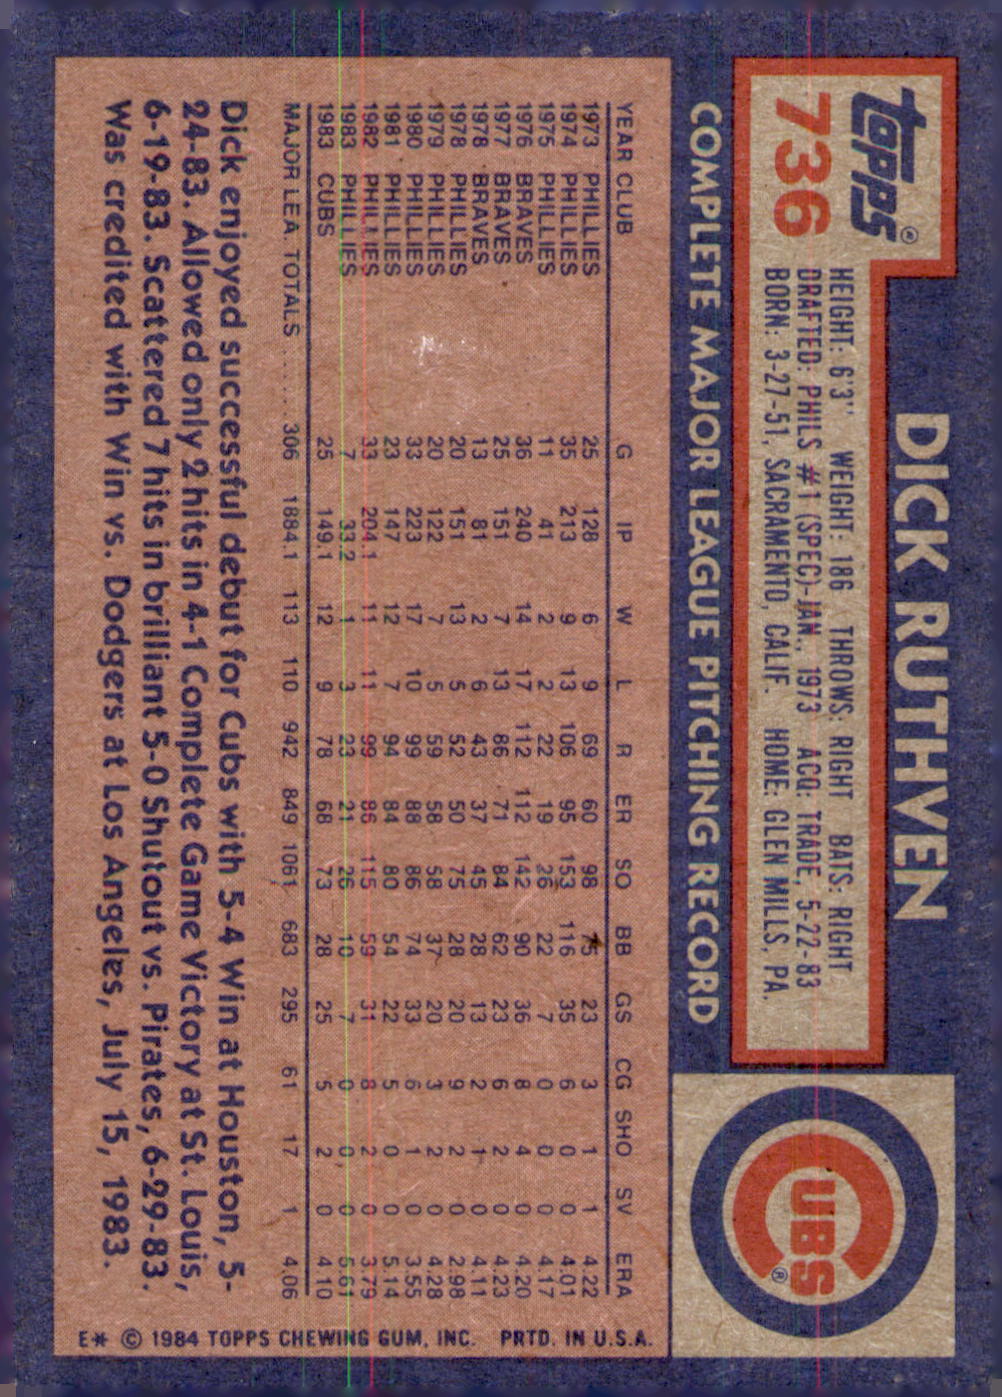 topps®
736
DICK RUTHVEN
HEIGHT: 6'3" WEIGHT: 186 THROWS: RIGHT BATS: RIGHT
DRAFTED: PHILS #1 (SPEC)-JAN., 1973 ACQ: TRADE, 5-22-83
BORN: 3-27-51, SACRAMENTO, CALIF. HOME: GLEN MILLS, PA.
CUBS®
COMPLETE MAJOR LEAGUE PITCHING RECORD
YEAR CLUB G IP W L R ER SO BB GS CG SHO SV ERA
1973 PHILLIES 25 128 6 9 69 60 98 75 23 3 1 1 4.22
1974 PHILLIES 35 213 9 13 106 95 153 116 35 6 0 0 4.01
1975 PHILLIES 11 41 2 2 22 19 26 22 7 0 0 0 4.17
1976 BRAVES 36 240 14 17 112 112 142 90 36 8 4 0 4.20
1977 BRAVES 25 151 7 13 86 71 84 62 23 6 2 0 4.23
1978 BRAVES 13 81 2 6 43 37 45 28 13 2 1 0 4.11
1978 PHILLIES 20 151 13 5 52 50 75 28 20 9 2 0 2.98
1979 PHILLIES 20 122 7 5 59 58 58 37 20 3 2 0 4.28
1980 PHILLIES 33 223 17 10 99 88 86 74 33 6 1 0 3.55
1981 PHILLIES 23 147 12 7 94 84 80 54 22 5 0 0 5.14
1982 PHILLIES 33 204.1 11 11 99 86 115 59 31 8 2 0 3.79
1983 PHILLIES 7 33.2 1 3 23 21 26 10 7 0 0 0 5.61
1983 CUBS 25 149.1 12 9 78 68 73 28 25 5 2 0 4.10
MAJOR LEA. TOTALS ..... 306 1884.1 113 110 942 849 1061 683 295 61 17 1 4.06
Dick enjoyed successful debut for Cubs with 5-4 Win at Houston, 5-
24-83. Allowed only 2 hits in 4-1 Complete Game Victory at St. Louis,
6-19-83. Scattered 7 hits in brilliant 5-0 Shutout vs. Pirates, 6-29-83.
Was credited with Win vs. Dodgers at Los Angeles, July 15, 1983.
E* © 1984 TOPPS CHEWING GUM, INC. PRTD. IN U.S.A.